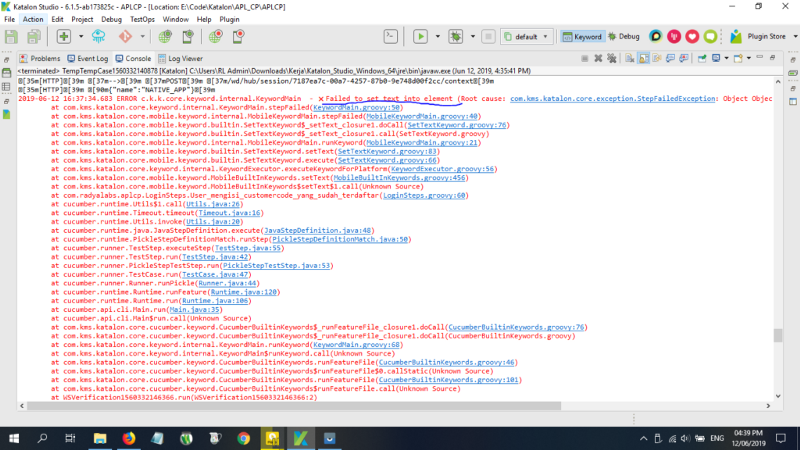 Katalon Studio - 6.1.5-ab173825c - APLCP - [Location: E:\Code\Katalon\APL_CP\APLCP]
File Action Edit Project Debug TestOps Window Help Plugin
default Keyword Debug Plugin Store
Problems Event Log Console Log Viewer
<terminated> TempTempCase1560332140878 [Katalon] C:\Users\RL Admin\Downloads\Kerja\Katalon_Studio_Windows_64\jre\bin\javaw.exe (Jun 12, 2019, 4:35:41 PM)
[35m[HTTP][39m [37m-->[39m [37mPOST[39m [37m/wd/hub/session/7187ea7c-00a7-4257-87b0-9e748d00f2cc/context[39m
[35m[HTTP][39m [90m{"name":"NATIVE_APP"}[39m
2019-06-12 16:37:34.683 ERROR c.k.k.core.keyword.internal.KeywordMain - ❌Failed to set text into element (Root cause: com.kms.katalon.core.exception.StepFailedException: Object Objec
at com.kms.katalon.core.keyword.internal.KeywordMain.stepFailed(KeywordMain.groovy:50)
at com.kms.katalon.core.mobile.keyword.internal.MobileKeywordMain.stepFailed(MobileKeywordMain.groovy:40)
at com.kms.katalon.core.mobile.keyword.builtin.SetTextKeyword$_setText_closure1.doCall(SetTextKeyword.groovy:76)
at com.kms.katalon.core.mobile.keyword.builtin.SetTextKeyword$_setText_closure1.call(SetTextKeyword.groovy)
at com.kms.katalon.core.mobile.keyword.internal.MobileKeywordMain.runKeyword(MobileKeywordMain.groovy:21)
at com.kms.katalon.core.mobile.keyword.builtin.SetTextKeyword.setText(SetTextKeyword.groovy:83)
at com.kms.katalon.core.mobile.keyword.builtin.SetTextKeyword.execute(SetTextKeyword.groovy:66)
at com.kms.katalon.core.keyword.internal.KeywordExecutor.executeKeywordForPlatform(KeywordExecutor.groovy:56)
at com.kms.katalon.core.mobile.keyword.MobileBuiltInKeywords.setText(MobileBuiltInKeywords.groovy:456)
at com.kms.katalon.core.mobile.keyword.MobileBuiltInKeywords$setText$1.call(Unknown Source)
at com.radyalabs.aplcp.LoginSteps.User_mengisi_customercode_yang_sudah_terdaftar(LoginSteps.groovy:60)
at cucumber.runtime.Utils$1.call(Utils.java:26)
at cucumber.runtime.Timeout.timeout(Timeout.java:16)
at cucumber.runtime.Utils.invoke(Utils.java:20)
at cucumber.runtime.java.JavaStepDefinition.execute(JavaStepDefinition.java:48)
at cucumber.runtime.PickleStepDefinitionMatch.runStep(PickleStepDefinitionMatch.java:50)
at cucumber.runner.TestStep.executeStep(TestStep.java:55)
at cucumber.runner.TestStep.run(TestStep.java:42)
at cucumber.runner.PickleStepTestStep.run(PickleStepTestStep.java:53)
at cucumber.runner.TestCase.run(TestCase.java:47)
at cucumber.runner.Runner.runPickle(Runner.java:44)
at cucumber.runtime.Runtime.runFeature(Runtime.java:120)
at cucumber.runtime.Runtime.run(Runtime.java:106)
at cucumber.api.cli.Main.run(Main.java:35)
at cucumber.api.cli.Main$run.call(Unknown Source)
at com.kms.katalon.core.cucumber.keyword.CucumberBuiltinKeywords$_runFeatureFile_closure1.doCall(CucumberBuiltinKeywords.groovy:76)
at com.kms.katalon.core.cucumber.keyword.CucumberBuiltinKeywords$_runFeatureFile_closure1.doCall(CucumberBuiltinKeywords.groovy)
at com.kms.katalon.core.keyword.internal.KeywordMain.runKeyword(KeywordMain.groovy:68)
at com.kms.katalon.core.keyword.internal.KeywordMain$runKeyword.call(Unknown Source)
at com.kms.katalon.core.cucumber.keyword.CucumberBuiltinKeywords.runFeatureFile(CucumberBuiltinKeywords.groovy:46)
at com.kms.katalon.core.cucumber.keyword.CucumberBuiltinKeywords$runFeatureFile$0.callStatic(Unknown Source)
at com.kms.katalon.core.cucumber.keyword.CucumberBuiltinKeywords.runFeatureFile(CucumberBuiltinKeywords.groovy:101)
at com.kms.katalon.core.cucumber.keyword.CucumberBuiltinKeywords$runFeatureFile.call(Unknown Source)
at WSVerification1560332146366.run(WSVerification1560332146366:2)
ENG 04:39 PM
12/06/2019